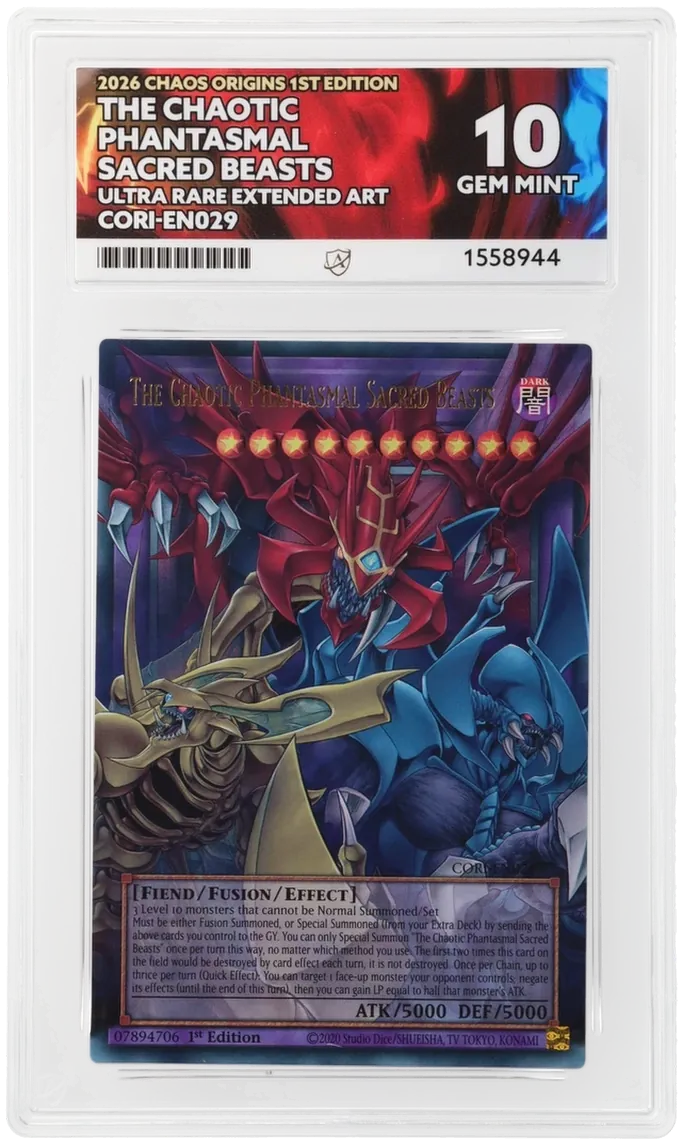 2026 CHAOS ORIGINS 1ST EDITION
THE CHAOTIC
PHANTASMAL
SACRED BEASTS
ULTRA RARE EXTENDED ART
CORI-EN029
10
GEM MINT
1558944
THE CHAOTIC PHANTASMAL SACRED BEASTS
DARK
闇
[FIEND/FUSION/EFFECT]
3 Level 10 monsters that cannot be Normal Summoned/Set
Must be either Fusion Summoned, or Special Summoned (from your Extra Deck) by sending the
above cards you control to the GY. You can only Special Summon "The Chaotic Phantasmal Sacred
Beasts" once per turn this way, no matter which method you use. The first two times this card on
the field would be destroyed by card effect each turn, it is not destroyed. Once per Chain, up to
thrice per turn (Quick Effect): You can target 1 face-up monster your opponent controls; negate
its effects (until the end of this turn), then you can gain LP equal to half that monster's ATK.
ATK/5000 DEF/5000
07894706 1st Edition
©2020 Studio Dice/SHUEISHA, TV TOKYO, KONAMI